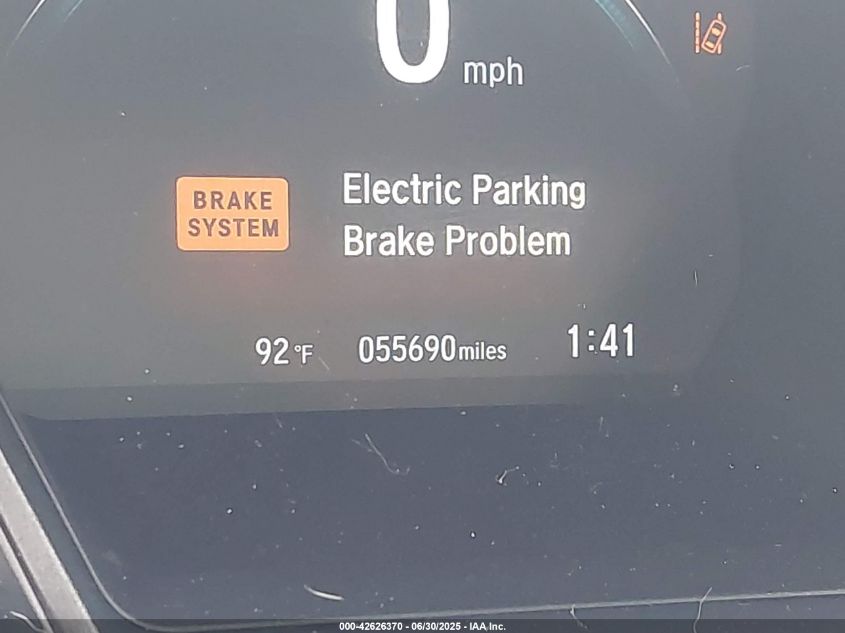 0
mph
BRAKE
SYSTEM
Electric Parking
Brake Problem
92°F 055690miles 1:41
000-42626370 - 06/30/2025 - IAA Inc.